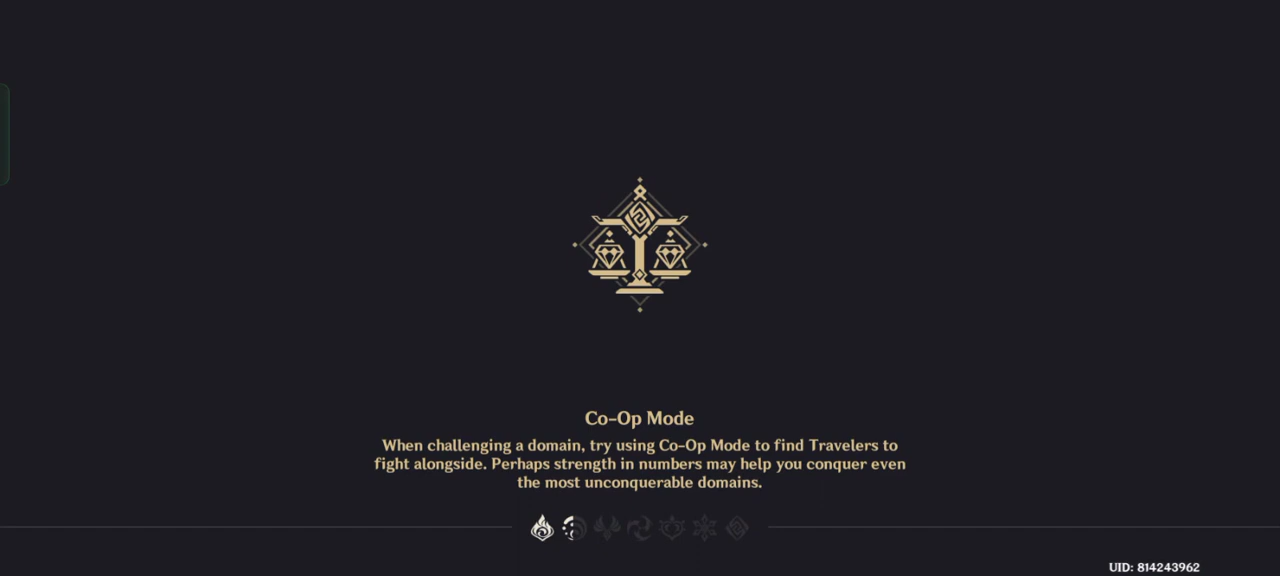 Co-Op Mode
When challenging a domain, try using Co-Op Mode to find Travelers to
fight alongside. Perhaps strength in numbers may help you conquer even
the most unconquerable domains.
UID: 814243962